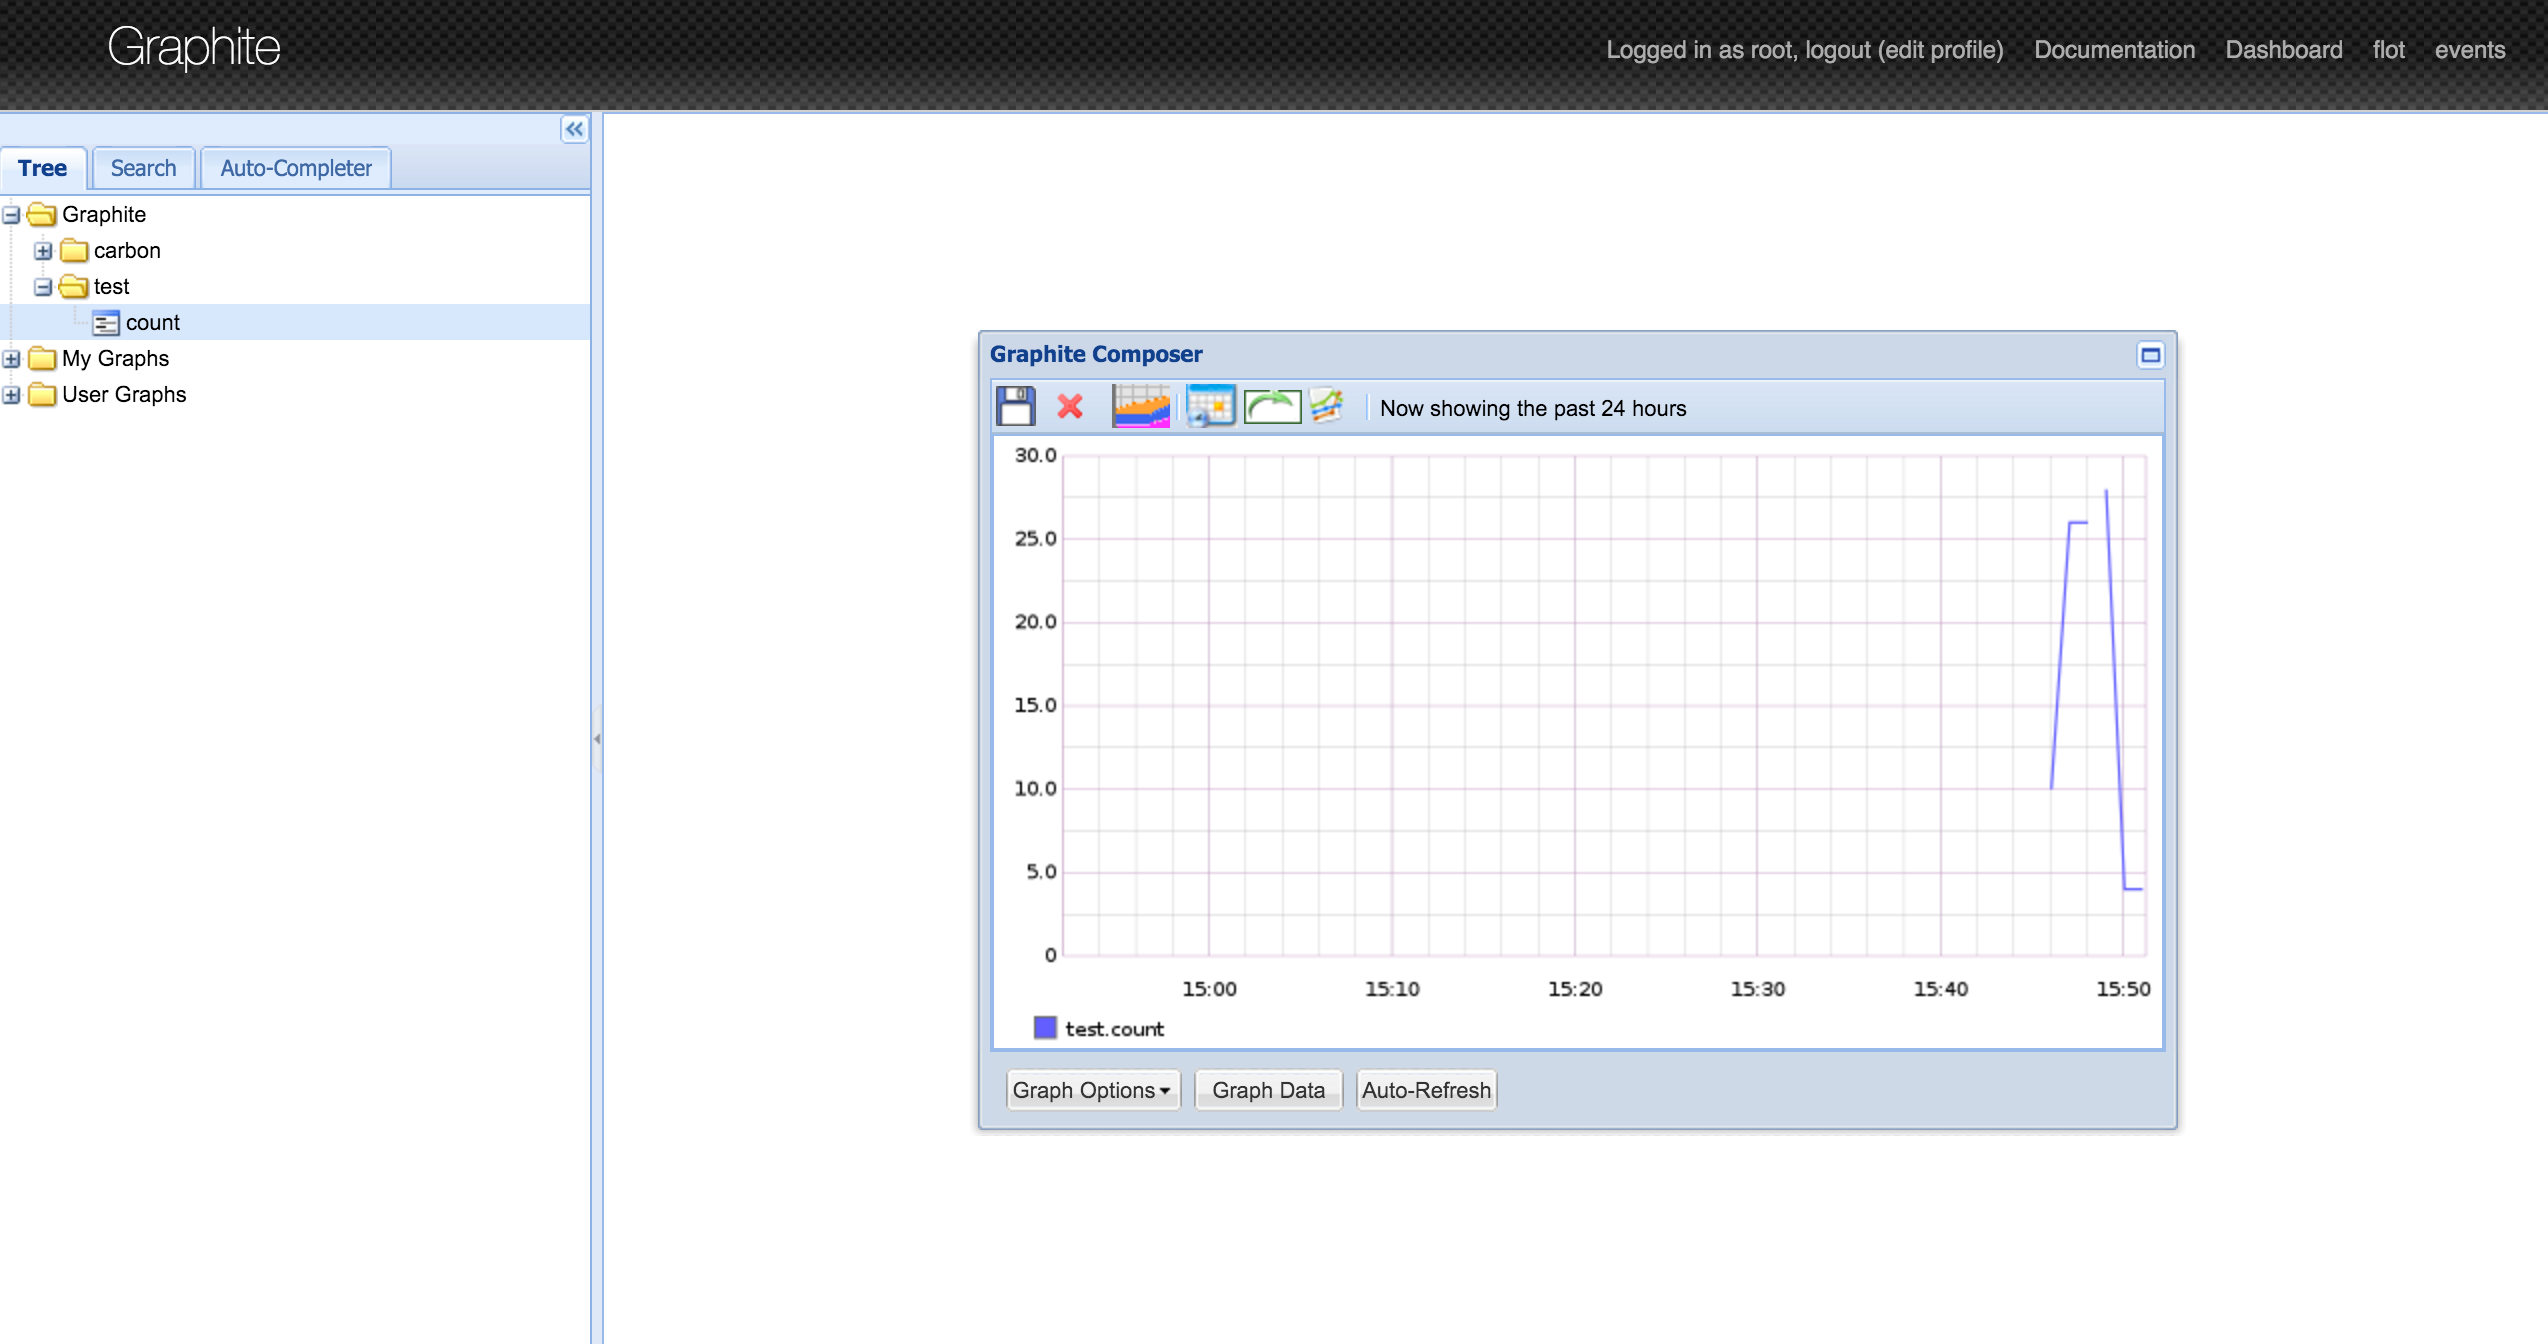 Graphite
Logged in as root, logout (edit profile) Documentation Dashboard flot events
Tree Search Auto-Completer
Graphite
carbon
test
count
My Graphs
User Graphs
Graphite Composer
Now showing the past 24 hours
30.0
25.0
20.0
15.0
10.0
5.0
0
15:00 15:10 15:20 15:30 15:40 15:50
test.count
Graph Options Graph Data Auto-Refresh